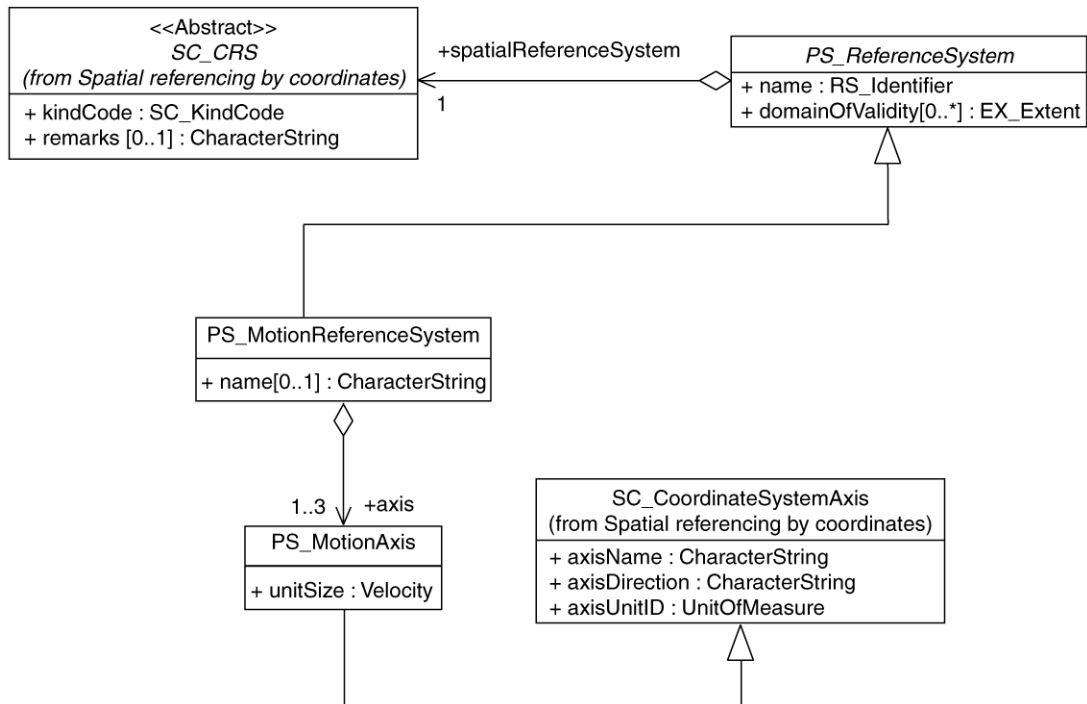 <<Abstract>>
SC_CRS
(from Spatial referencing by coordinates)
+ kindCode : SC_KindCode
+ remarks [0..1] : CharacterString
+spatialReferenceSystem
1
PS_ReferenceSystem
+ name : RS_Identifier
+ domainOfValidity[0..*] : EX_Extent
PS_MotionReferenceSystem
+ name[0..1] : CharacterString
1..3
+axis
PS_MotionAxis
+ unitSize : Velocity
SC_CoordinateSystemAxis
(from Spatial referencing by coordinates)
+ axisName : CharacterString
+ axisDirection : CharacterString
+ axisUnitID : UnitOfMeasure